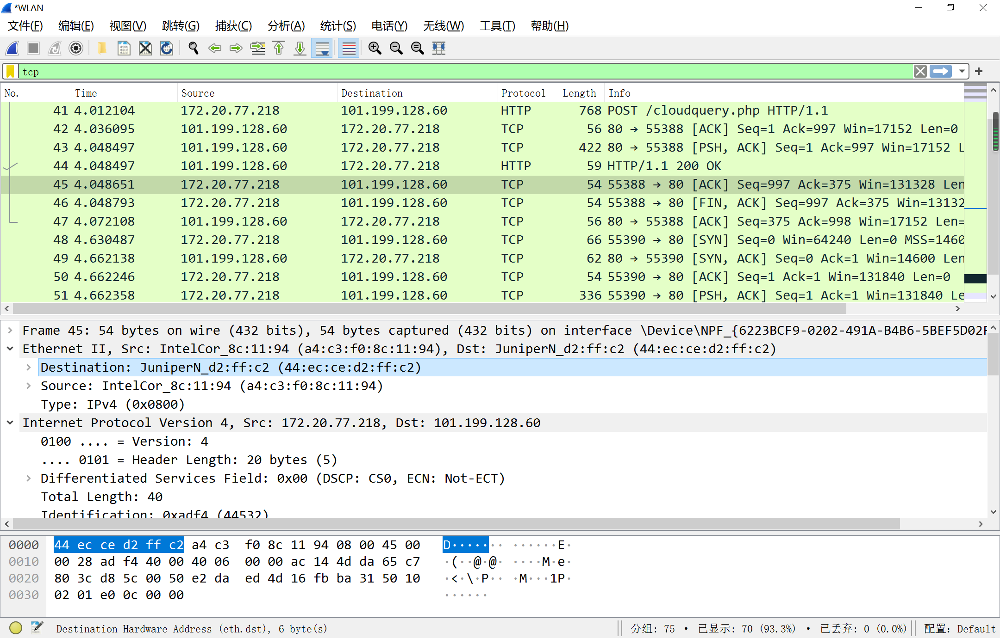 *WLAN
文件(F) 编辑(E) 视图(V) 跳转(G) 捕获(C) 分析(A) 统计(S) 电话(Y) 无线(W) 工具(T) 帮助(H)
tcp
No. Time Source Destination Protocol Length Info
41 4.012104 172.20.77.218 101.199.128.60 HTTP 768 POST /cloudquery.php HTTP/1.1
42 4.036095 101.199.128.60 172.20.77.218 TCP 56 80 → 55388 [ACK] Seq=1 Ack=997 Win=17152 Len=0
43 4.048497 101.199.128.60 172.20.77.218 TCP 422 80 → 55388 [PSH, ACK] Seq=1 Ack=997 Win=17152 L
44 4.048497 101.199.128.60 172.20.77.218 HTTP 59 HTTP/1.1 200 OK
45 4.048651 172.20.77.218 101.199.128.60 TCP 54 55388 → 80 [ACK] Seq=997 Ack=375 Win=131328 Len
46 4.048793 172.20.77.218 101.199.128.60 TCP 54 55388 → 80 [FIN, ACK] Seq=997 Ack=375 Win=13132
47 4.072108 101.199.128.60 172.20.77.218 TCP 56 80 → 55388 [ACK] Seq=375 Ack=998 Win=17152 Len=
48 4.630487 172.20.77.218 101.199.128.60 TCP 66 55390 → 80 [SYN] Seq=0 Win=64240 Len=0 MSS=1460
49 4.662138 101.199.128.60 172.20.77.218 TCP 62 80 → 55390 [SYN, ACK] Seq=0 Ack=1 Win=14600 Len
50 4.662246 172.20.77.218 101.199.128.60 TCP 54 55390 → 80 [ACK] Seq=1 Ack=1 Win=131840 Len=0
51 4.662358 172.20.77.218 101.199.128.60 TCP 336 55390 → 80 [PSH, ACK] Seq=1 Ack=1 Win=131840 Le
Frame 45: 54 bytes on wire (432 bits), 54 bytes captured (432 bits) on interface \Device\NPF_{6223BCF9-0202-491A-B4B6-5BEF5D02F
Ethernet II, Src: IntelCor_8c:11:94 (a4:c3:f0:8c:11:94), Dst: JuniperN_d2:ff:c2 (44:ec:ce:d2:ff:c2)
Destination: JuniperN_d2:ff:c2 (44:ec:ce:d2:ff:c2)
Source: IntelCor_8c:11:94 (a4:c3:f0:8c:11:94)
Type: IPv4 (0x0800)
Internet Protocol Version 4, Src: 172.20.77.218, Dst: 101.199.128.60
0100 .... = Version: 4
.... 0101 = Header Length: 20 bytes (5)
Differentiated Services Field: 0x00 (DSCP: CS0, ECN: Not-ECT)
Total Length: 40
Identification: 0xadf4 (44532)
0000 44 ec ce d2 ff c2 a4 c3 f0 8c 11 94 08 00 45 00 D······· ······E·
0010 00 28 ad f4 40 00 40 06 00 00 ac 14 4d da 65 c7 ·(··@·@· ····M·e·
0020 80 3c d8 5c 00 50 e2 da ed 4d 16 fb ba 31 50 10 ·<·\·P·· ·M···1P·
0030 02 01 e0 0c 00 00 ······
Destination Hardware Address (eth.dst), 6 byte(s) 分组: 75 · 已显示: 70 (93.3%) · 已丢弃: 0 (0.0%) 配置: Default